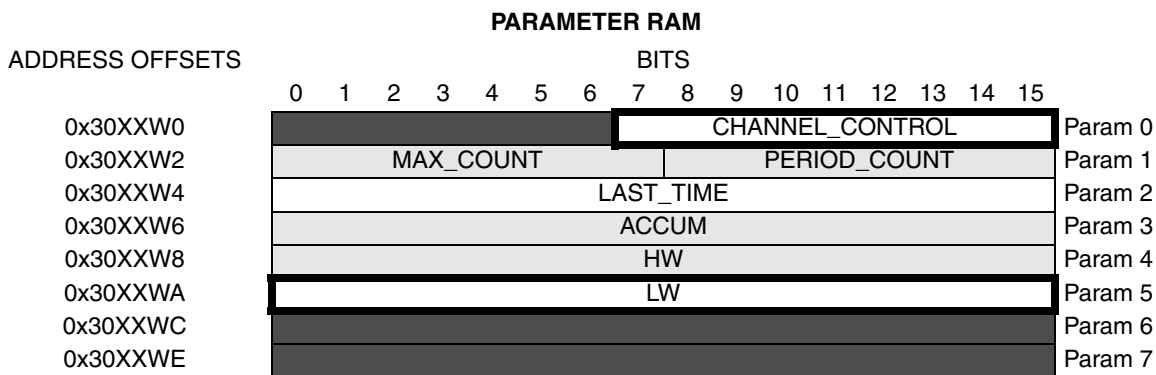 PARAMETER RAM
ADDRESS OFFSETS BITS
0 1 2 3 4 5 6 7 8 9 10 11 12 13 14 15
0x30XXW0 CHANNEL_CONTROL Param 0
0x30XXW2 MAX_COUNT PERIOD_COUNT Param 1
0x30XXW4 LAST_TIME Param 2
0x30XXW6 ACCUM Param 3
0x30XXW8 HW Param 4
0x30XXWA LW Param 5
0x30XXWC Param 6
0x30XXWE Param 7